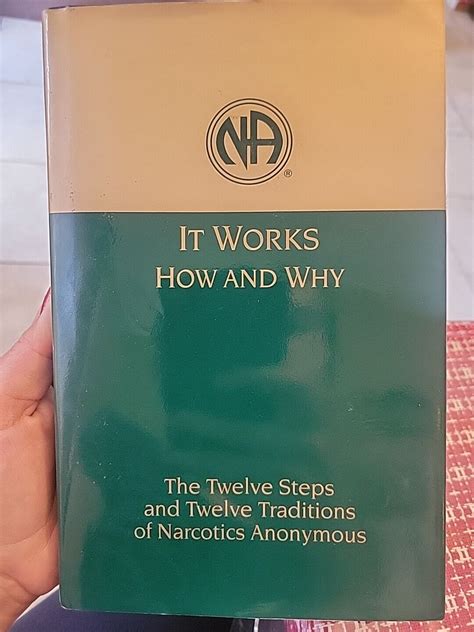 NA
®
IT WORKS
HOW AND WHY
The Twelve Steps
and Twelve Traditions
of Narcotics Anonymous